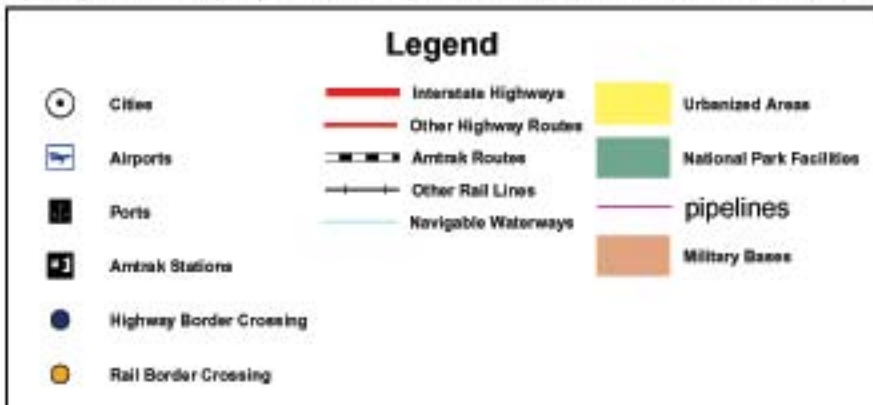 Legend
Cities
Airports
Ports
Amtrak Stations
Highway Border Crossing
Rail Border Crossing
Interstate Highways
Other Highway Routes
Amtrak Routes
Other Rail Lines
Navigable Waterways
Urbanized Areas
National Park Facilities
pipelines
Military Bases